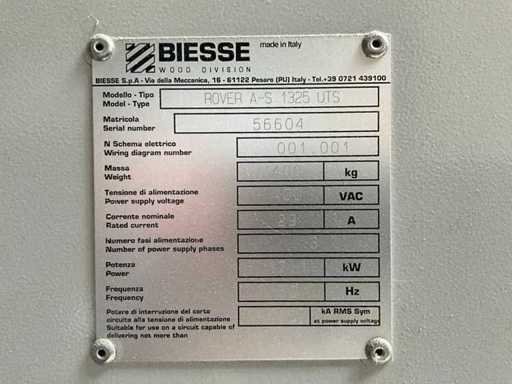 BIESSE
made in Italy
WOOD DIVISION
BIESSE S.p.A - Via della Meccanica, 16 - 61122 Pesaro (PU) Italy - Tel.+39 0721 439100
Modello - Tipo
Model - Type
ROVER A-S 1325 UTS
Matricola
Serial number
56604
N Schema elettrico
Wiring diagram number
001.001
Massa
Weight
kg
Tensione di alimentazione
Power supply voltage
VAC
Corrente nominale
Rated current
A
Numero fasi alimentazione
Number of power supply phases
3
Potenza
Power
kW
Frequenza
Frequency
Hz
Potere di interruzione del corto
circuito alla tensione di alimentazione
Suitable for use on a circuit capable of
delivering not more than
kA RMS Sym
at power supply voltage